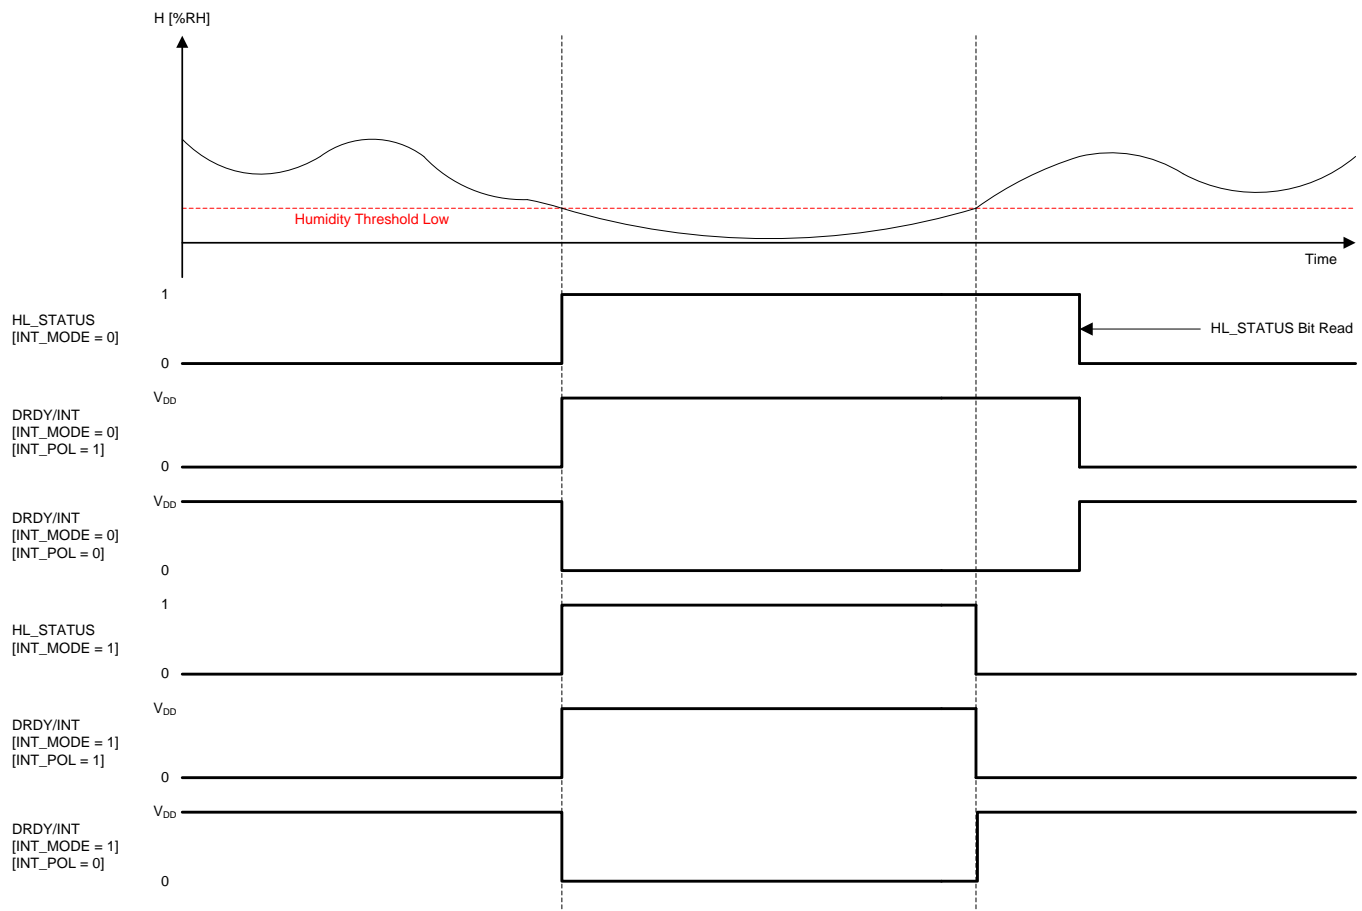 H [%RH]
Humidity Threshold Low
Time
1
HL_STATUS
[INT_MODE = 0]
HL_STATUS Bit Read
0
VDD
DRDY/INT
[INT_MODE = 0]
[INT_POL = 1]
0
VDD
DRDY/INT
[INT_MODE = 0]
[INT_POL = 0]
0
1
HL_STATUS
[INT_MODE = 1]
0
VDD
DRDY/INT
[INT_MODE = 1]
[INT_POL = 1]
0
VDD
DRDY/INT
[INT_MODE = 1]
[INT_POL = 0]
0